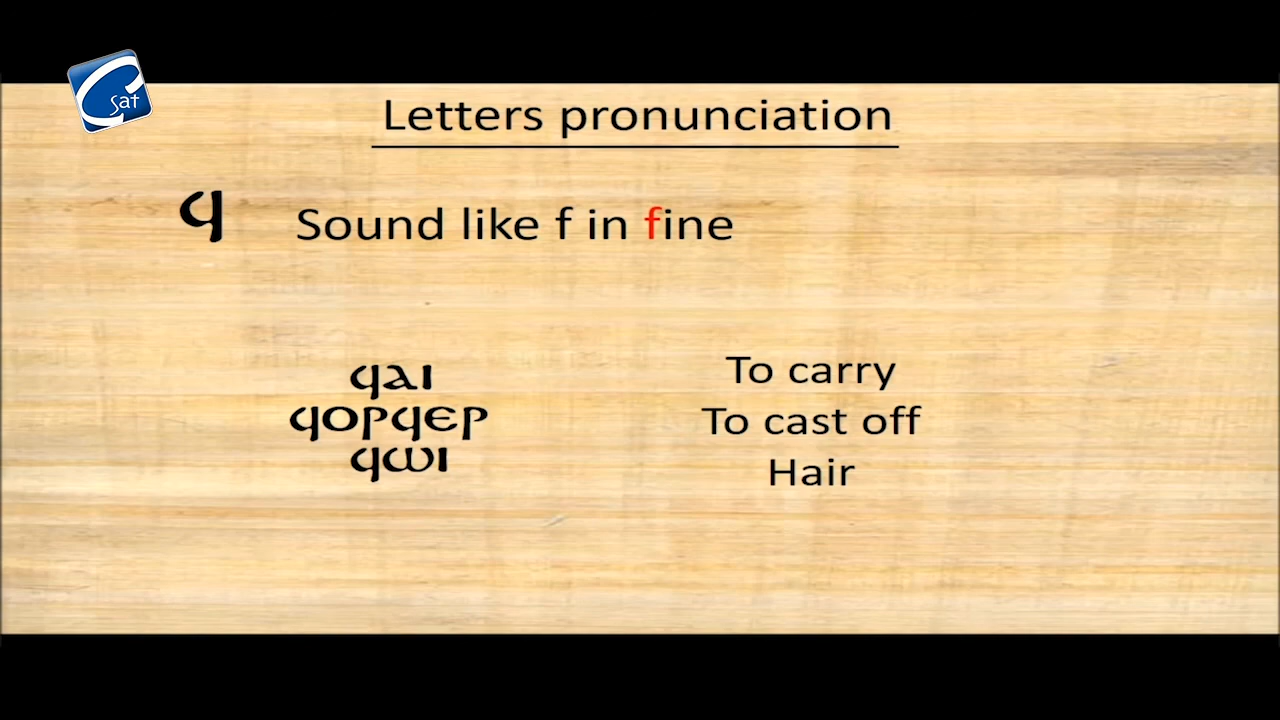 C sat
Letters pronunciation
ϥ Sound like f in fine
ϥⲁⲓ To carry
ϥⲟⲣϥⲉⲣ To cast off
ϥⲱⲓ Hair